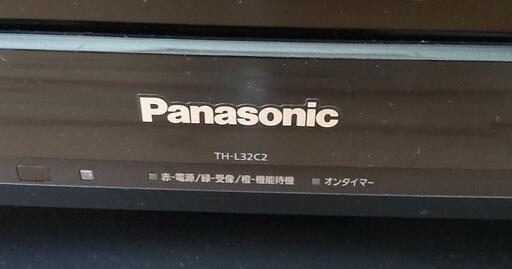 Panasonic
TH-L32C2
赤-電源/緑-受像/橙-機能待機 オンタイマー